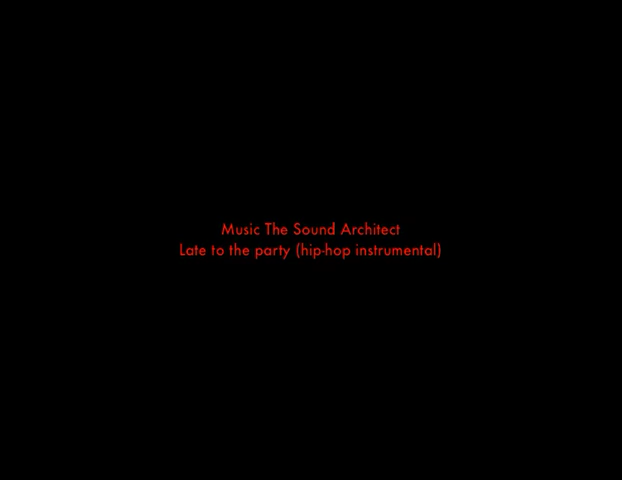 Music The Sound Architect
Late to the party (hip-hop instrumental)